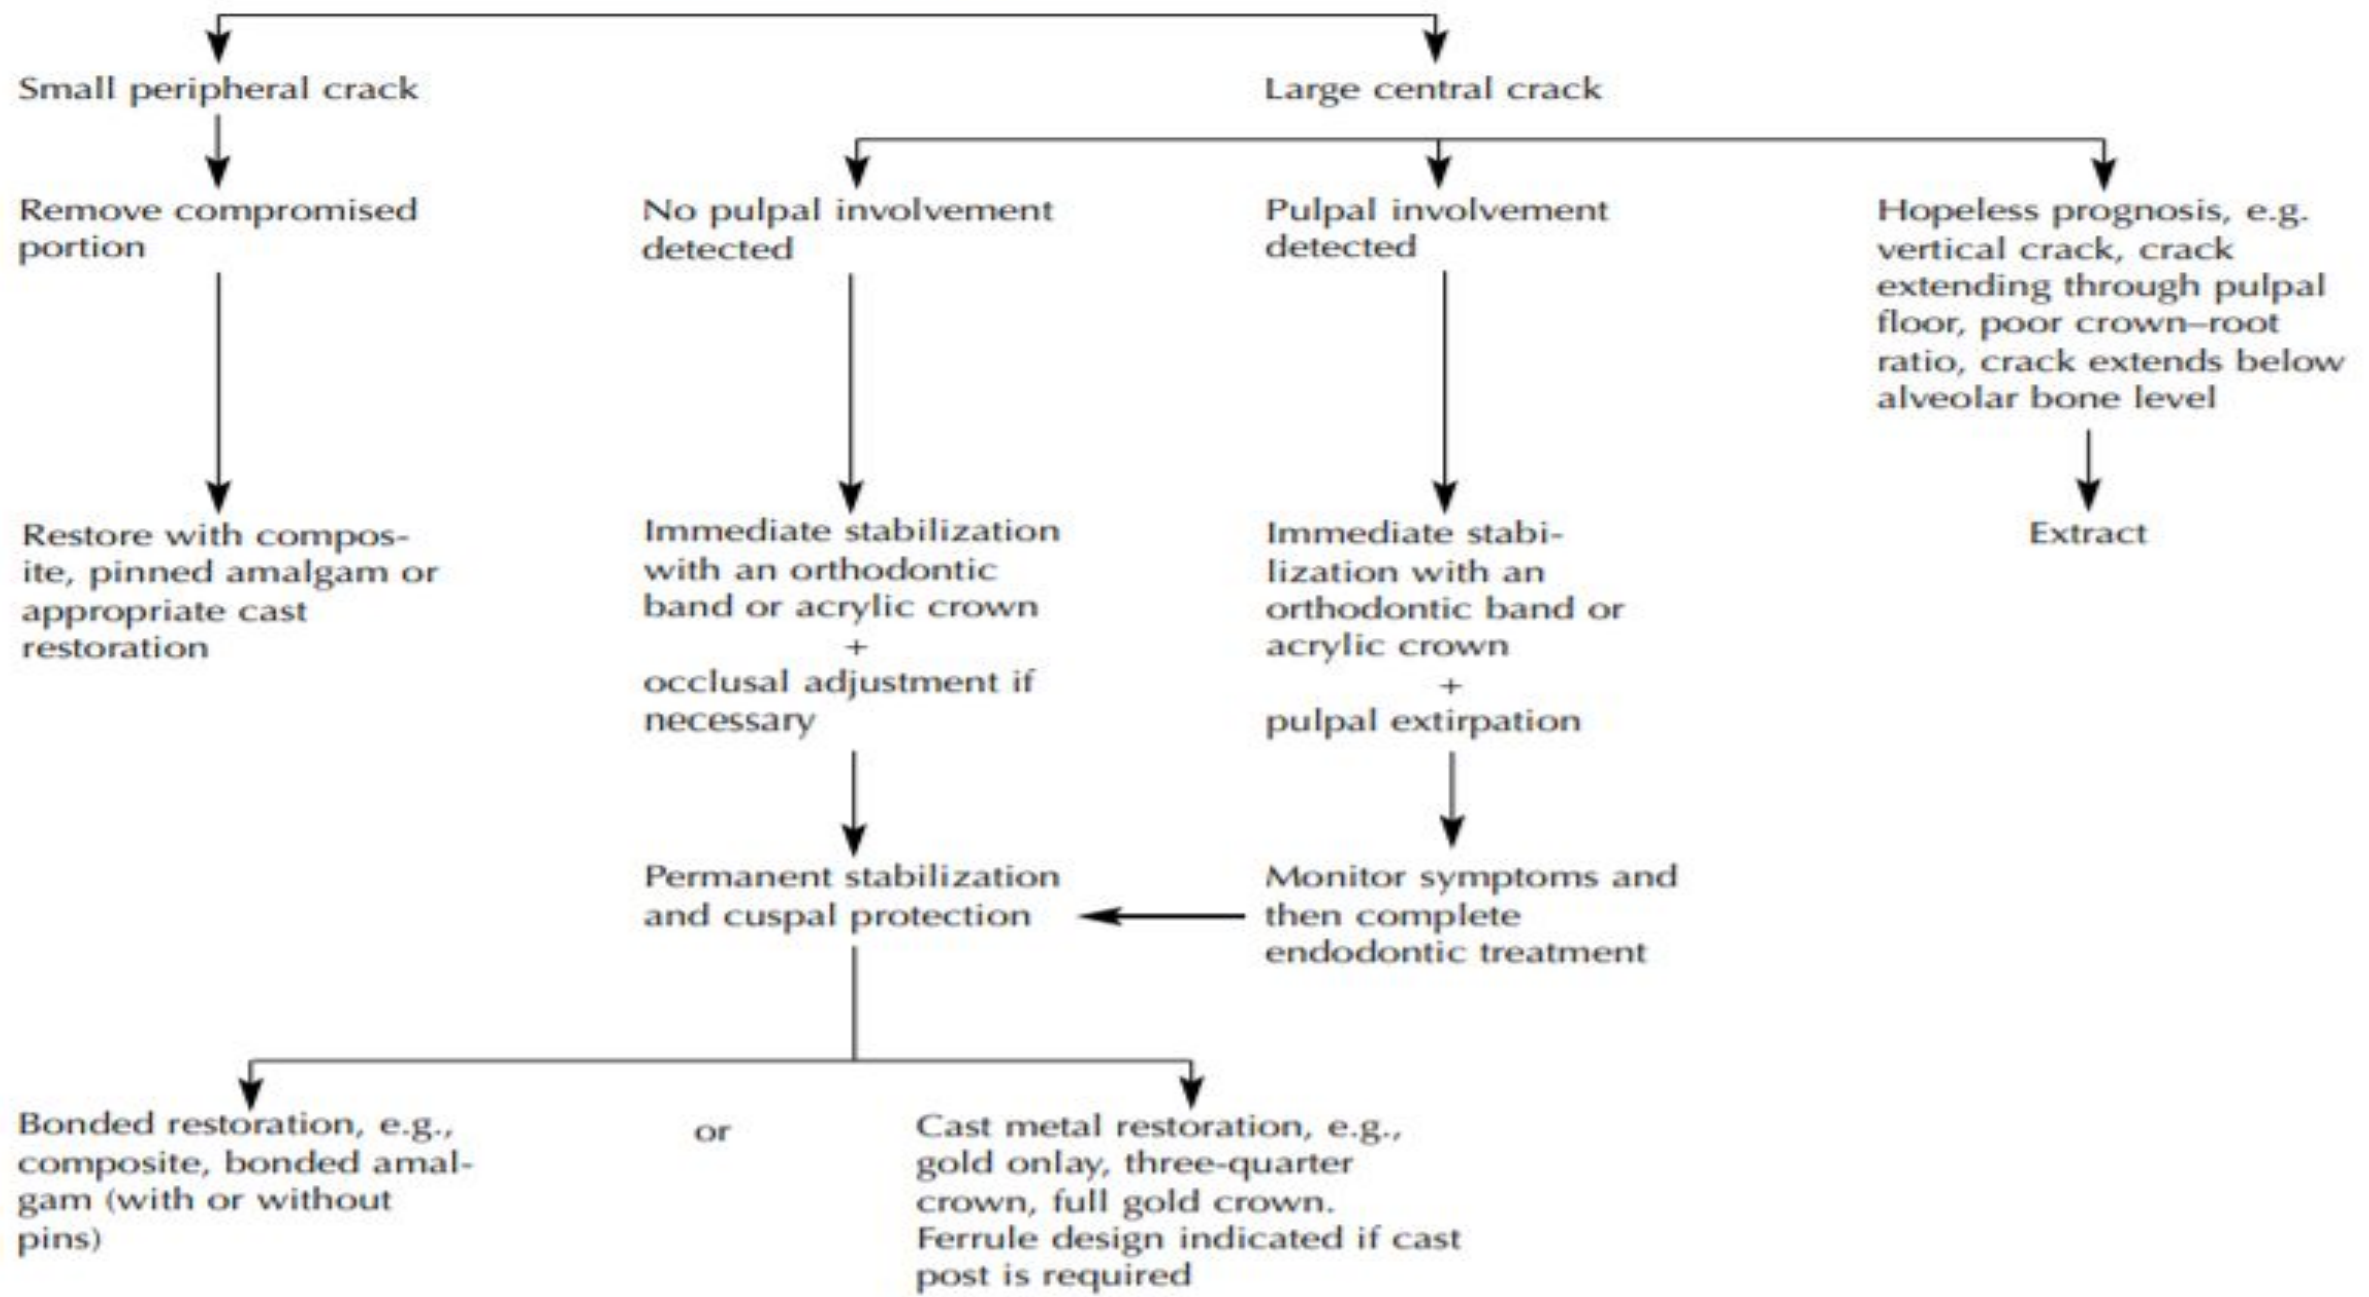 Small peripheral crack
Large central crack
Remove compromised
portion
No pulpal involvement
detected
Pulpal involvement
detected
Hopeless prognosis, e.g.
vertical crack, crack
extending through pulpal
floor, poor crown–root
ratio, crack extends below
alveolar bone level
Restore with compos-
ite, pinned amalgam or
appropriate cast
restoration
Immediate stabilization
with an orthodontic
band or acrylic crown
+
occlusal adjustment if
necessary
Immediate stabi-
lization with an
orthodontic band or
acrylic crown
+
pulpal extirpation
Extract
Permanent stabilization
and cuspal protection
Monitor symptoms and
then complete
endodontic treatment
Bonded restoration, e.g.,
composite, bonded amal-
gam (with or without
pins)
or
Cast metal restoration, e.g.,
gold onlay, three-quarter
crown, full gold crown.
Ferrule design indicated if cast
post is required